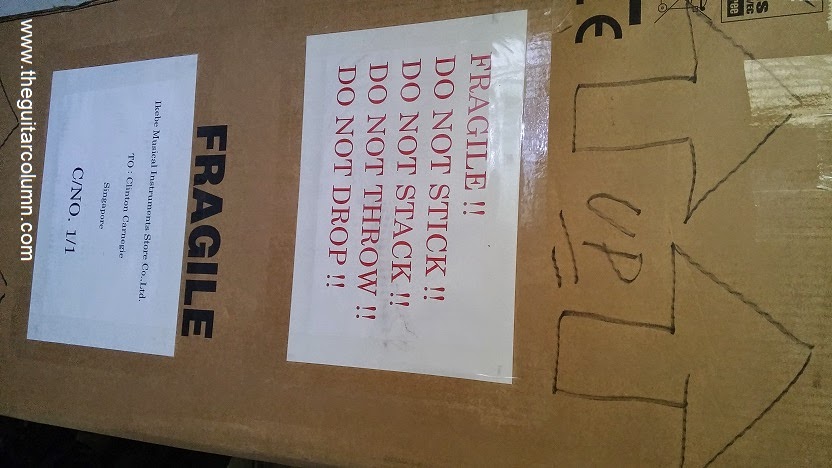 UP
FRAGILE !!
DO NOT STICK !!
DO NOT STACK !!
DO NOT THROW !!
DO NOT DROP !!
FRAGILE
Ikebe Musical Instruments Store Co.,Ltd.
TO : Clinton Carnegie
Singapore
C/NO. 1/1
www.theguitarcolumn.com